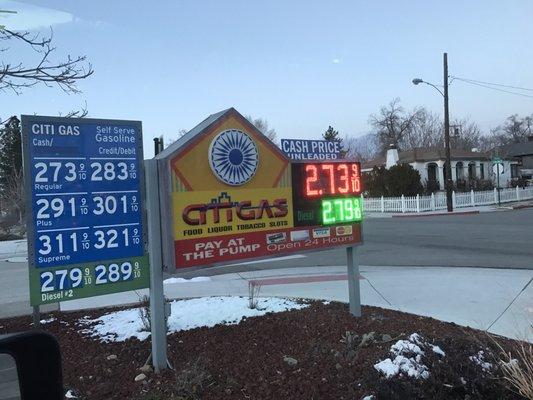 CITI GAS
Self Serve
Gasoline
Cash/
Credit/Debit
273 9/10 283 9/10
Regular
291 9/10 301 9/10
Plus
311 9/10 321 9/10
Supreme
279 9/10 289 9/10
Diesel #2
CASH PRICE
UNLEADED
CITIGAS
FOOD LIQUOR TOBACCO SLOTS
PAY AT
THE PUMP
Open 24 Hours
2.73 9/10
Diesel 2.79 9/10